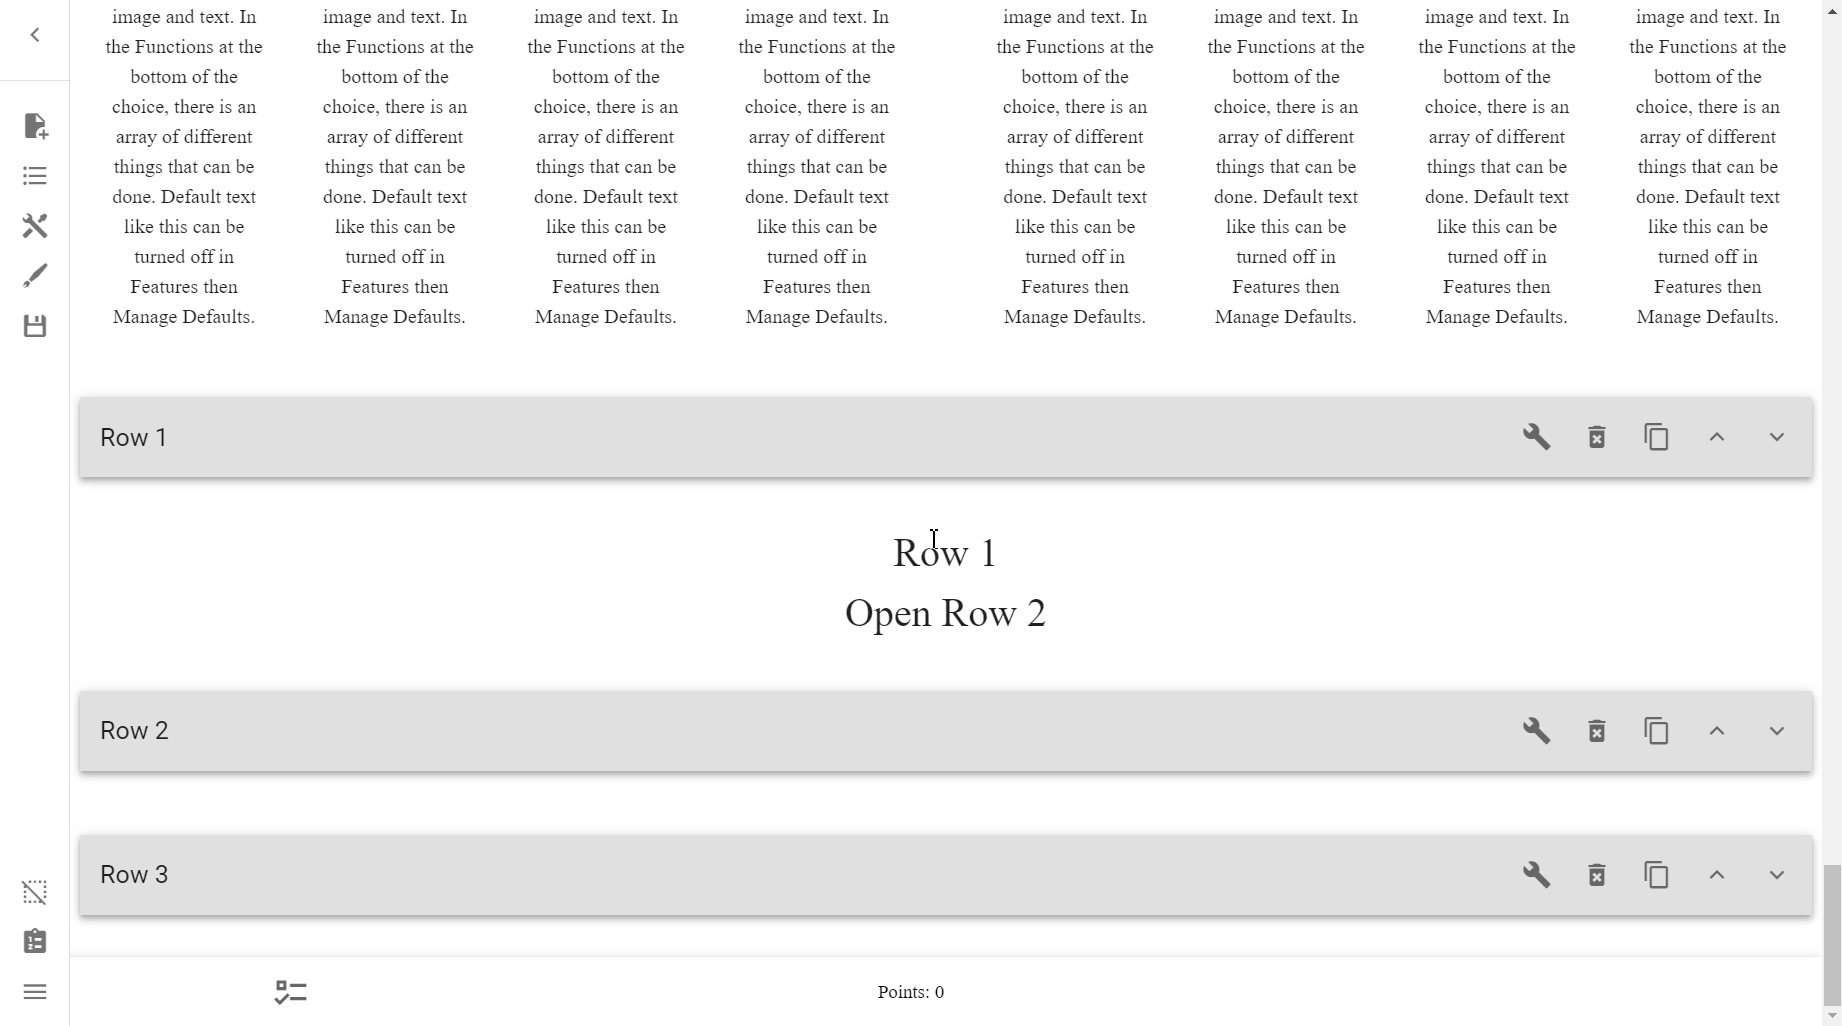 image and text. In
the Functions at the
bottom of the
choice, there is an
array of different
things that can be
done. Default text
like this can be
turned off in
Features then
Manage Defaults.
image and text. In
the Functions at the
bottom of the
choice, there is an
array of different
things that can be
done. Default text
like this can be
turned off in
Features then
Manage Defaults.
image and text. In
the Functions at the
bottom of the
choice, there is an
array of different
things that can be
done. Default text
like this can be
turned off in
Features then
Manage Defaults.
image and text. In
the Functions at the
bottom of the
choice, there is an
array of different
things that can be
done. Default text
like this can be
turned off in
Features then
Manage Defaults.
image and text. In
the Functions at the
bottom of the
choice, there is an
array of different
things that can be
done. Default text
like this can be
turned off in
Features then
Manage Defaults.
image and text. In
the Functions at the
bottom of the
choice, there is an
array of different
things that can be
done. Default text
like this can be
turned off in
Features then
Manage Defaults.
image and text. In
the Functions at the
bottom of the
choice, there is an
array of different
things that can be
done. Default text
like this can be
turned off in
Features then
Manage Defaults.
image and text. In
the Functions at the
bottom of the
choice, there is an
array of different
things that can be
done. Default text
like this can be
turned off in
Features then
Manage Defaults.
Row 1
Row 1
Open Row 2
Row 2
Row 3
Points: 0